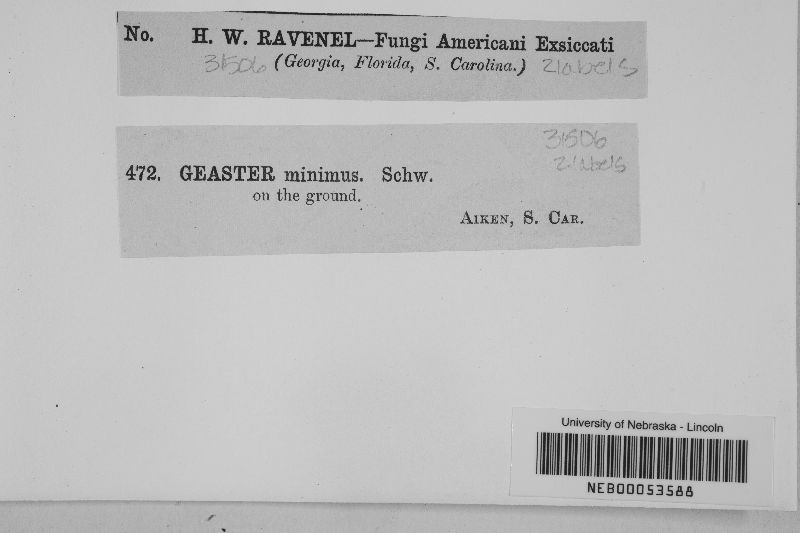 No. H. W. RAVENEL—Fungi Americani Exsiccati
31506 (Georgia, Florida, S. Carolina.) 2 labels
31506
2 labels
472. GEASTER minimus. Schw.
on the ground.
AIKEN, S. CAR.
University of Nebraska - Lincoln
NEB00053588